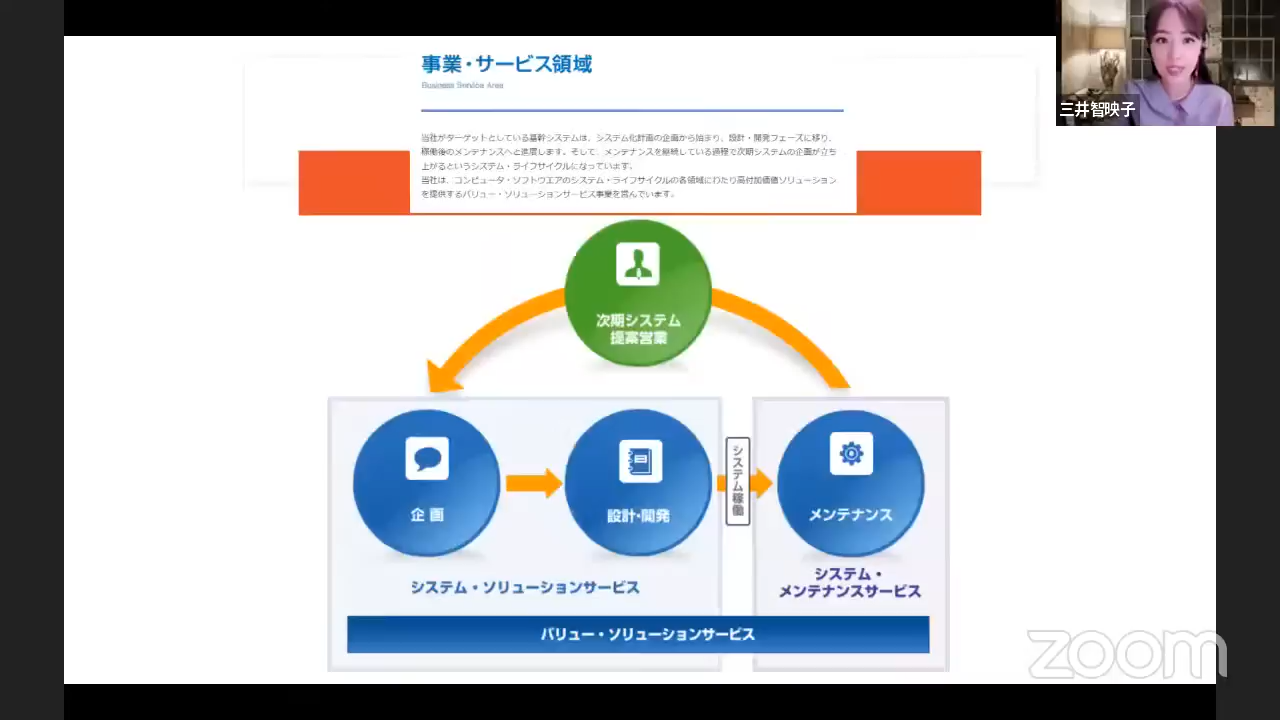 事業・サービス領域
Business Service Area
三井智映子
当社がターゲットとしている基幹システムは、システム化計画の企画から始まり、設計・開発フェーズに移り、
稼働後のメンテナンスへと進展します。そして、メンテナンスを継続している過程で次期システムの企画が立ち
上がるというシステム・ライフサイクルになっています。
当社は、コンピュータ・ソフトウエアのシステム・ライフサイクルの各領域にわたり高付加価値ソリューション
を提供するバリュー・ソリューションサービス事業を営んでいます。
次期システム
提案営業
企画
設計・開発
システム稼働
メンテナンス
システム・ソリューションサービス
システム・
メンテナンスサービス
バリュー・ソリューションサービス
zoom